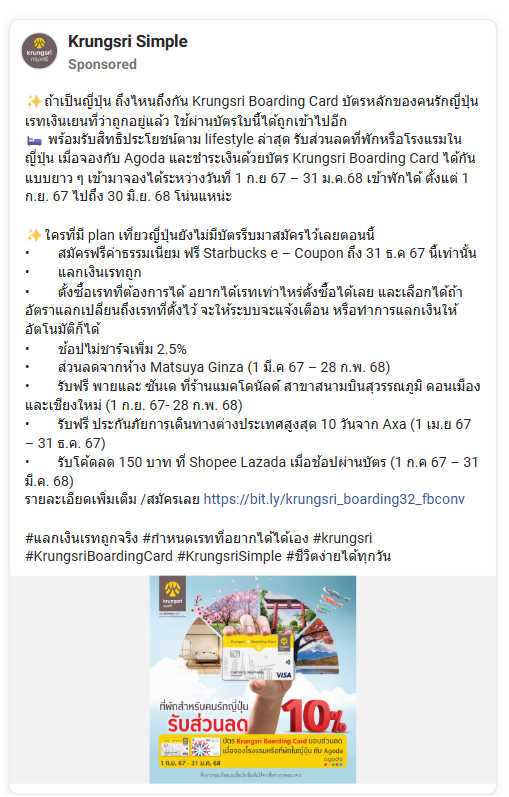 Krungsri Simple
krungsri
กรุงศรี
Sponsored
✨ถ้าเป็นญี่ปุ่น ถึงไหนถึงกัน Krungsri Boarding Card บัตรหลักของคนรักญี่ปุ่น
เรทเงินเยนที่ว่าถูกอยู่แล้ว ใช้ผ่านบัตรใบนี้ได้ถูกเข้าไปอีก
🛌 พร้อมรับสิทธิประโยชน์ตาม lifestyle ล่าสุด รับส่วนลดที่พักหรือโรงแรมใน
ญี่ปุ่น เมื่อจองกับ Agoda และชำระเงินด้วยบัตร Krungsri Boarding Card ได้กัน
แบบยาว ๆ เข้ามาจองได้ระหว่างวันที่ 1 ก.ย 67 – 31 ม.ค.68 เข้าพักได้ ตั้งแต่ 1
ก.ย. 67 ไปถึง 30 มิ.ย. 68 โน่นแหน่ะ
✨ใครที่มี plan เที่ยวญี่ปุ่นยังไม่มีบัตรรีบมาสมัครไว้เลยตอนนี้
• สมัครฟรีค่าธรรมเนียม ฟรี Starbucks e – Coupon ถึง 31 ธ.ค 67 นี้เท่านั้น
• แลกเงินเรทถูก
• ตั้งซื้อเรทที่ต้องการได้ อยากได้เรทเท่าไหร่ตั้งซื้อได้เลย และเลือกได้ถ้า
อัตราแลกเปลี่ยนถึงเรทที่ตั้งไว้ จะให้ระบบจะแจ้งเตือน หรือทำการแลกเงินให้
อัตโนมัติก็ได้
• ช้อปไม่ชาร์จเพิ่ม 2.5%
• ส่วนลดจากห้าง Matsuya Ginza (1 มี.ค 67 – 28 ก.พ. 68)
• รับฟรี พายและ ซันเด ที่ร้านแมคโดนัลด์ สาขาสนามบินสุวรรณภูมิ ดอนเมือง
และเชียงใหม่ (1 ก.ย. 67- 28 ก.พ. 68)
• รับฟรี ประกันภัยการเดินทางต่างประเทศสูงสุด 10 วันจาก Axa (1 เม.ย 67
– 31 ธ.ค. 67)
• รับโค้ดลด 150 บาท ที่ Shopee Lazada เมื่อช้อปผ่านบัตร (1 ก.ค 67 – 31
มี.ค. 68)
รายละเอียดเพิ่มเติม /สมัครเลย https://bit.ly/krungsri_boarding32_fbconv
#แลกเงินเรทถูกจริง #กำหนดเรทที่อยากได้ได้เอง #krungsri
#KrungsriBoardingCard #KrungsriSimple #ชีวิตง่ายได้ทุกวัน
krungsri
กรุงศรี
Krungsri Boarding Card
VISA
ที่พักสำหรับคนรักญี่ปุ่น
รับส่วนลด 10%
บัตร Krungsri Boarding Card มอบส่วนลด
เมื่อจองโรงแรมหรือที่พักในญี่ปุ่น กับ Agoda
1 ก.ย. 67 - 31 ม.ค. 68
agoda